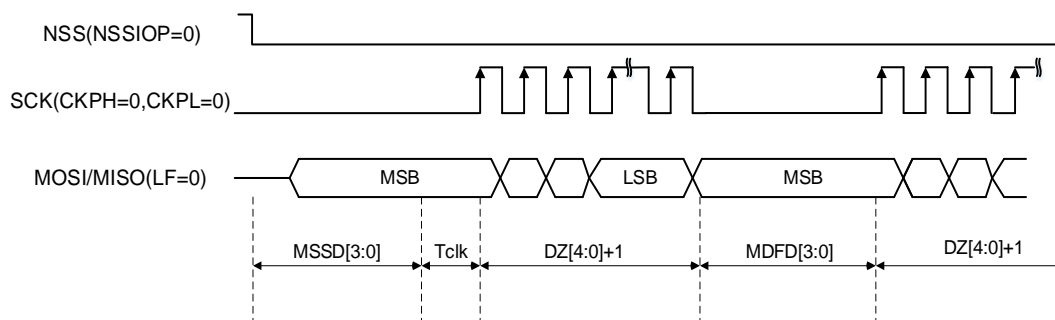 NSS(NSSIOP=0)
SCK(CKPH=0,CKPL=0)
MOSI/MISO(LF=0)
MSB
LSB
MSB
MSSD[3:0]
Tclk
DZ[4:0]+1
MDFD[3:0]
DZ[4:0]+1